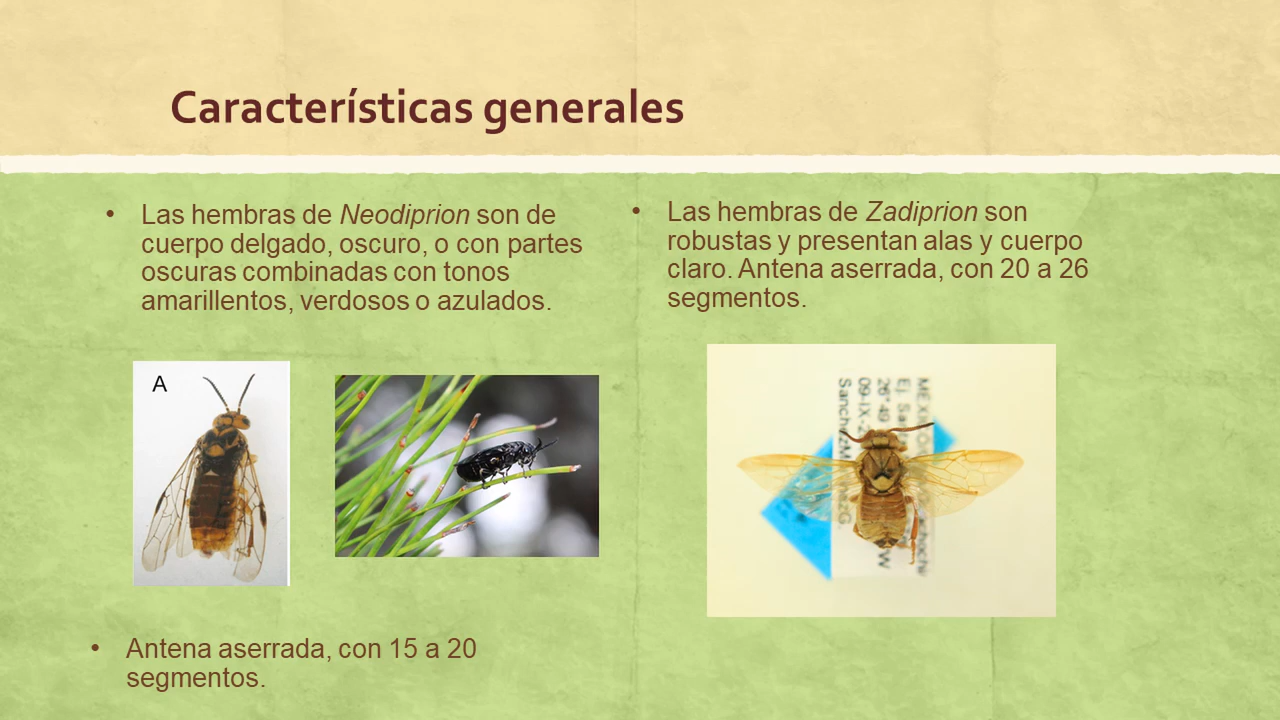 Características generales
• Las hembras de Neodiprion son de
cuerpo delgado, oscuro, o con partes
oscuras combinadas con tonos
amarillentos, verdosos o azulados.
• Las hembras de Zadiprion son
robustas y presentan alas y cuerpo
claro. Antena aserrada, con 20 a 26
segmentos.
A
• Antena aserrada, con 15 a 20
segmentos.